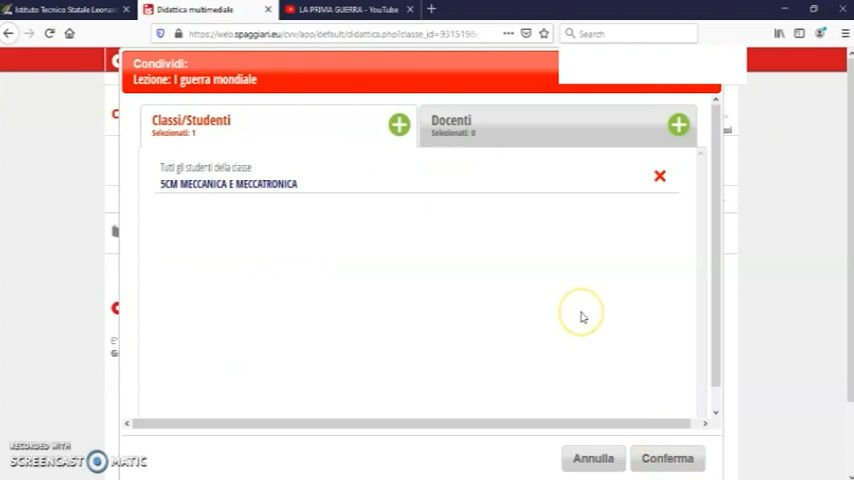 Istituto Tecnico Statale Leonar
Didattica multimediale
LA PRIMA GUERRA - YouTube
https://web.spaggiari.eu/cvv/app/default/didattica.php?classe_id=9315198
Search
Condividi:
Lezione: I guerra mondiale
Classi/Studenti
Selezionati: 1
Docenti
Selezionati: 0
Tutti gli studenti della classe
5CM MECCANICA E MECCATRONICA
Annulla
Conferma
RECORDED WITH
SCREENCAST MATIC